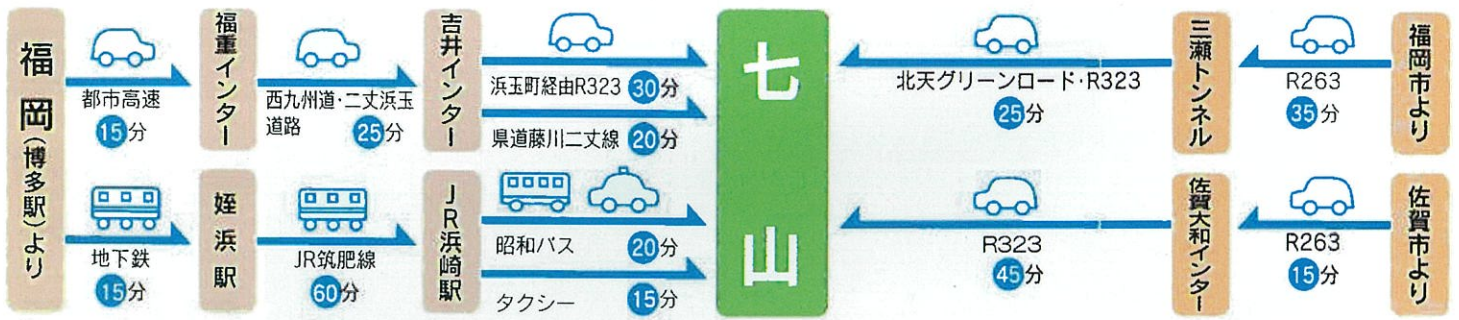 福岡(博多駅)より
都市高速
15分
福重インター
西九州道・二丈浜玉
道路
25分
吉井インター
浜玉町経由R323 30分
県道藤川二丈線 20分
地下鉄
15分
姪浜駅
JR筑肥線
60分
JR浜崎駅
昭和バス 20分
タクシー 15分
七山
北天グリーンロード・R323
25分
三瀬トンネル
R263
35分
福岡市より
R323
45分
佐賀大和インター
R263
15分
佐賀市より